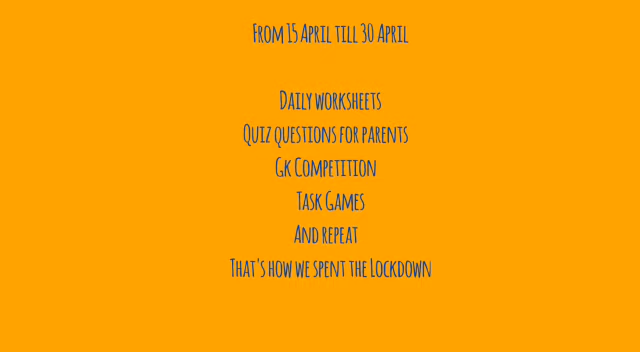 From 15 April till 30 April
Daily worksheets
Quiz questions for parents
Gk Competition
Task Games
And repeat
That's how we spent the Lockdown